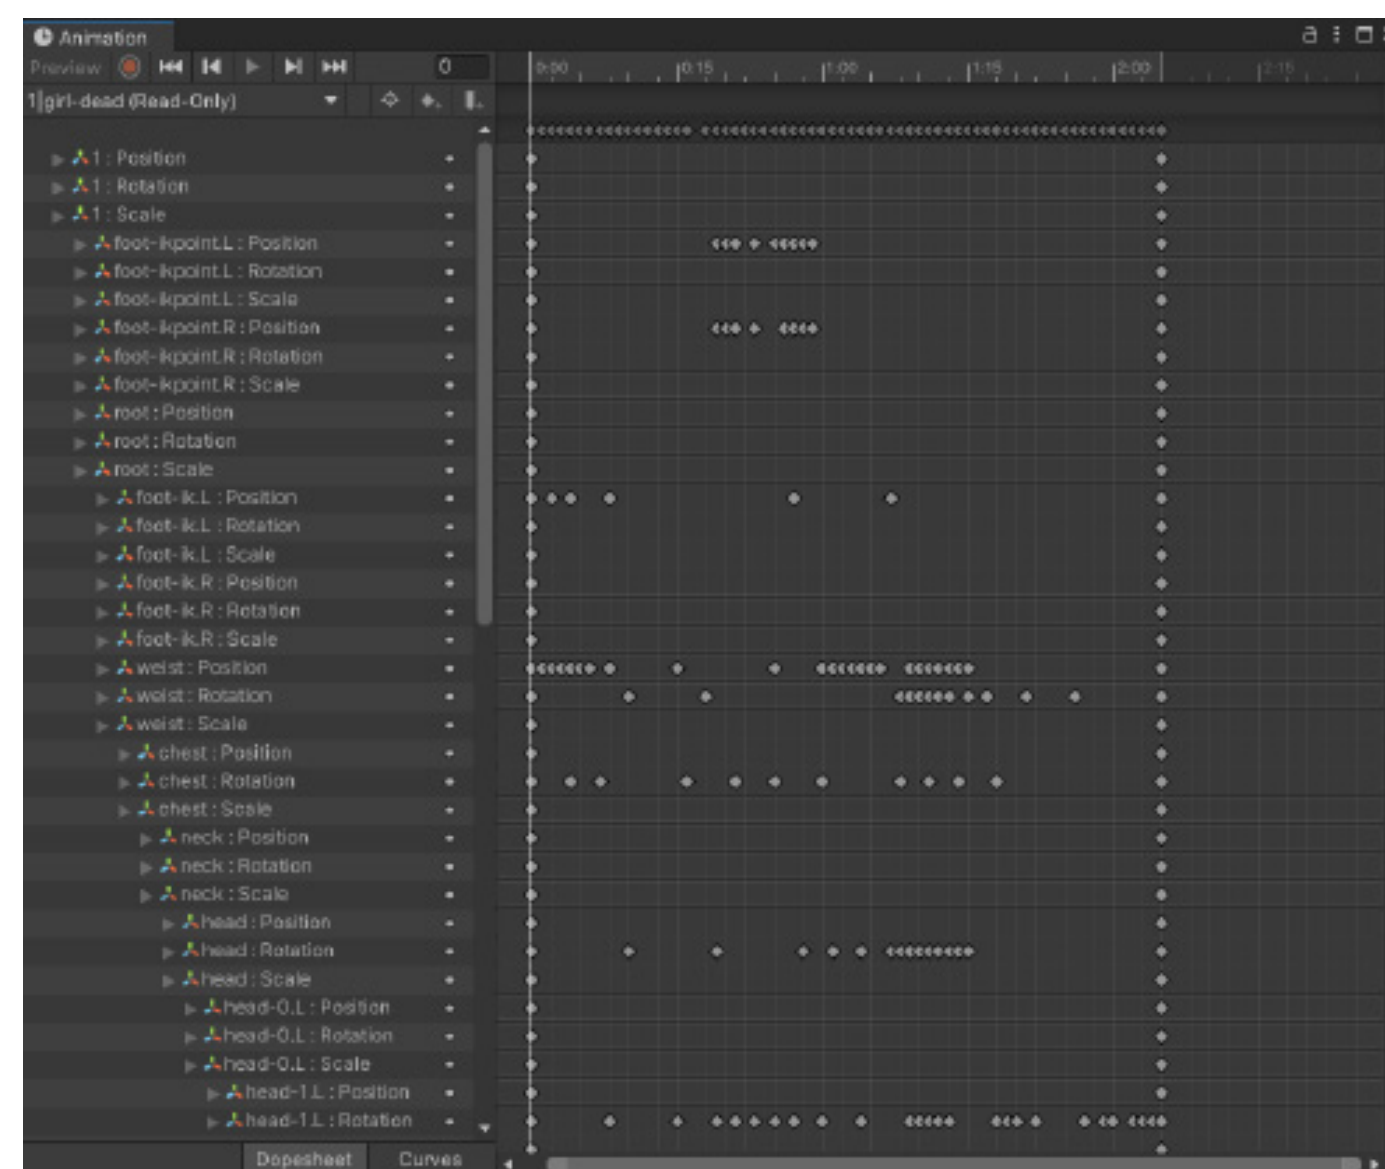 Animation
Preview 0 0:00 0:15 1:00 1:15 2:00 2:15
1|girl-dead (Read-Only)
1 : Position
1 : Rotation
1 : Scale
foot-ikpoint.L : Position
foot-ikpoint.L : Rotation
foot-ikpoint.L : Scale
foot-ikpoint.R : Position
foot-ikpoint.R : Rotation
foot-ikpoint.R : Scale
root : Position
root : Rotation
root : Scale
foot-ik.L : Position
foot-ik.L : Rotation
foot-ik.L : Scale
foot-ik.R : Position
foot-ik.R : Rotation
foot-ik.R : Scale
weist : Position
weist : Rotation
weist : Scale
chest : Position
chest : Rotation
chest : Scale
neck : Position
neck : Rotation
neck : Scale
head : Position
head : Rotation
head : Scale
head-0.L : Position
head-0.L : Rotation
head-0.L : Scale
head-1.L : Position
head-1.L : Rotation
Dopesheet Curves